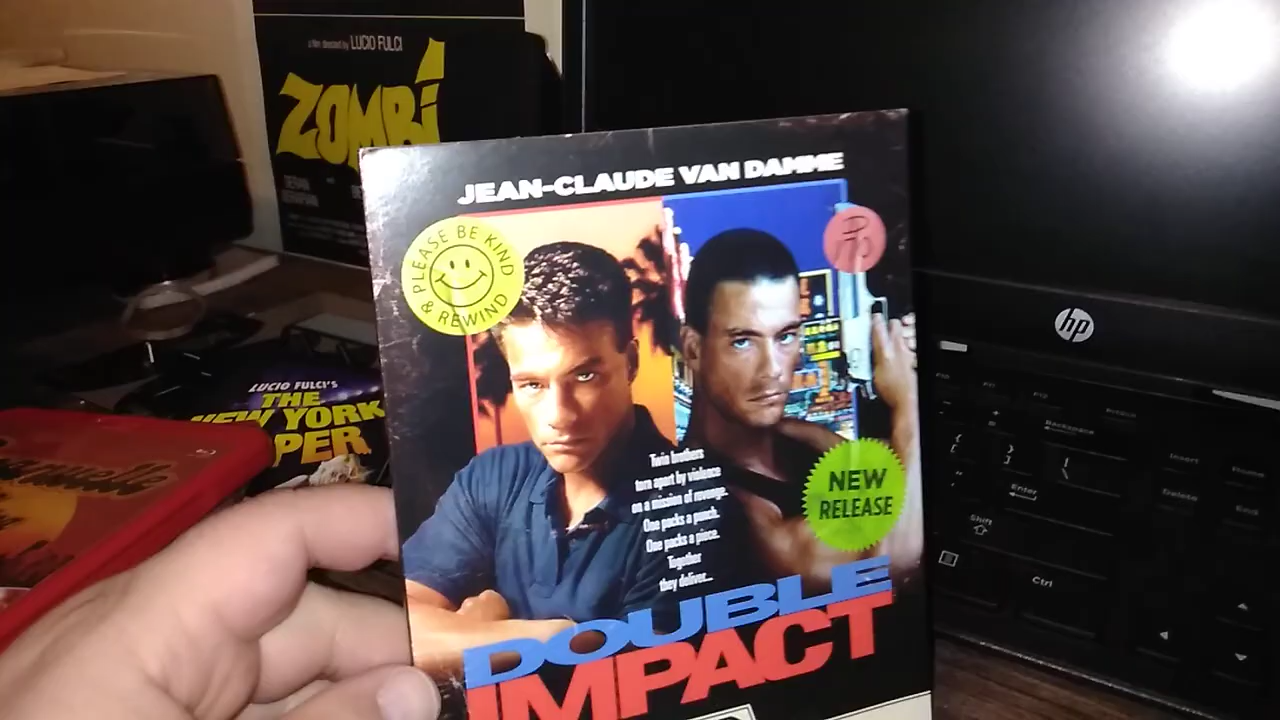 a film directed by LUCIO FULCI
ZOMBi
JEAN-CLAUDE VAN DAMME
PLEASE BE KIND
& REWIND
LUCIO FULCI'S
THE
NEW YORK
PER
Twin brothers
torn apart by violence
on a mission of revenge.
One packs a punch.
One packs a piece.
Together
they deliver...
NEW
RELEASE
DOUBLE
IMPACT
hp
Backspace
Insert
Home
Enter
Delete
End
Shift
Ctrl